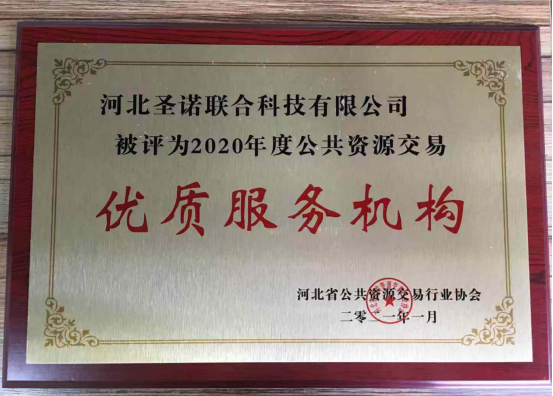 河北圣诺联合科技有限公司
被评为2020年度公共资源交易
优质服务机构
河北省公共资源交易行业协会
二零二一年一月